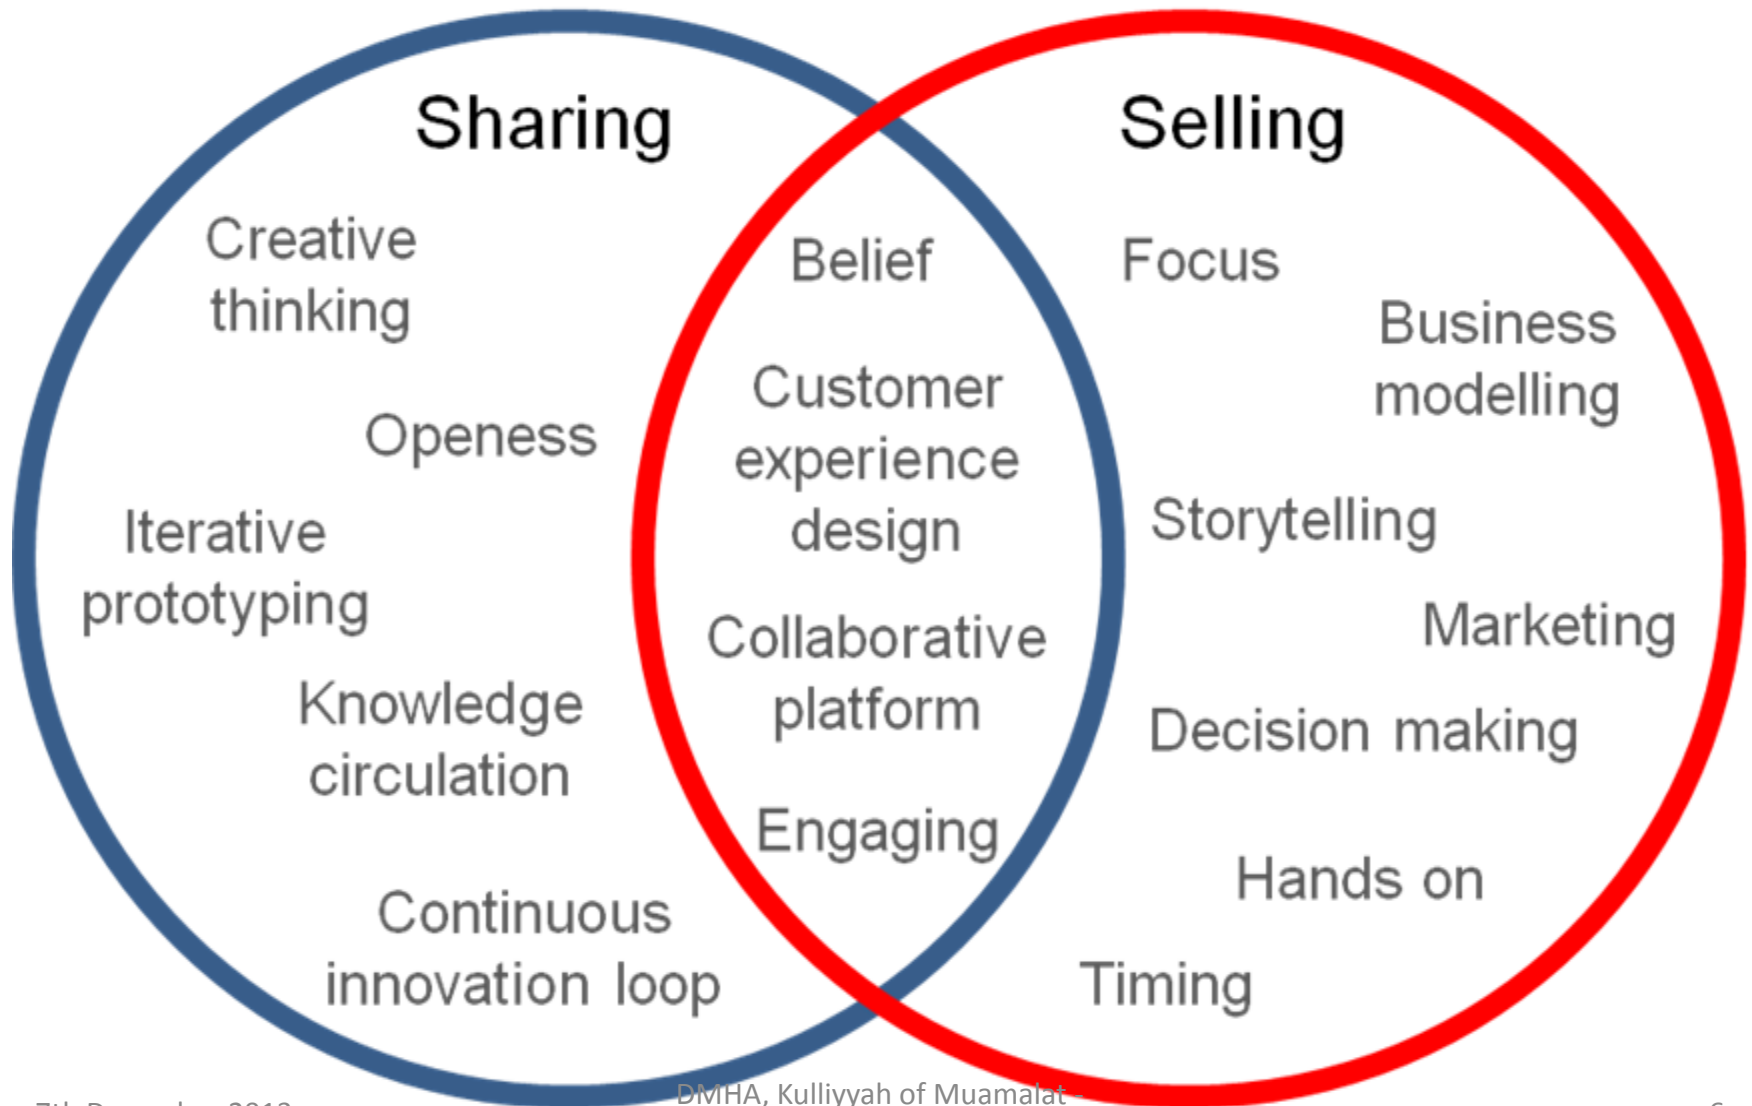 Sharing
Selling
Creative
thinking
Openess
Iterative
prototyping
Knowledge
circulation
Continuous
innovation loop
Belief
Customer
experience
design
Collaborative
platform
Engaging
Focus
Business
modelling
Storytelling
Marketing
Decision making
Hands on
Timing
DMHA, Kulliyyah of Muamalat -